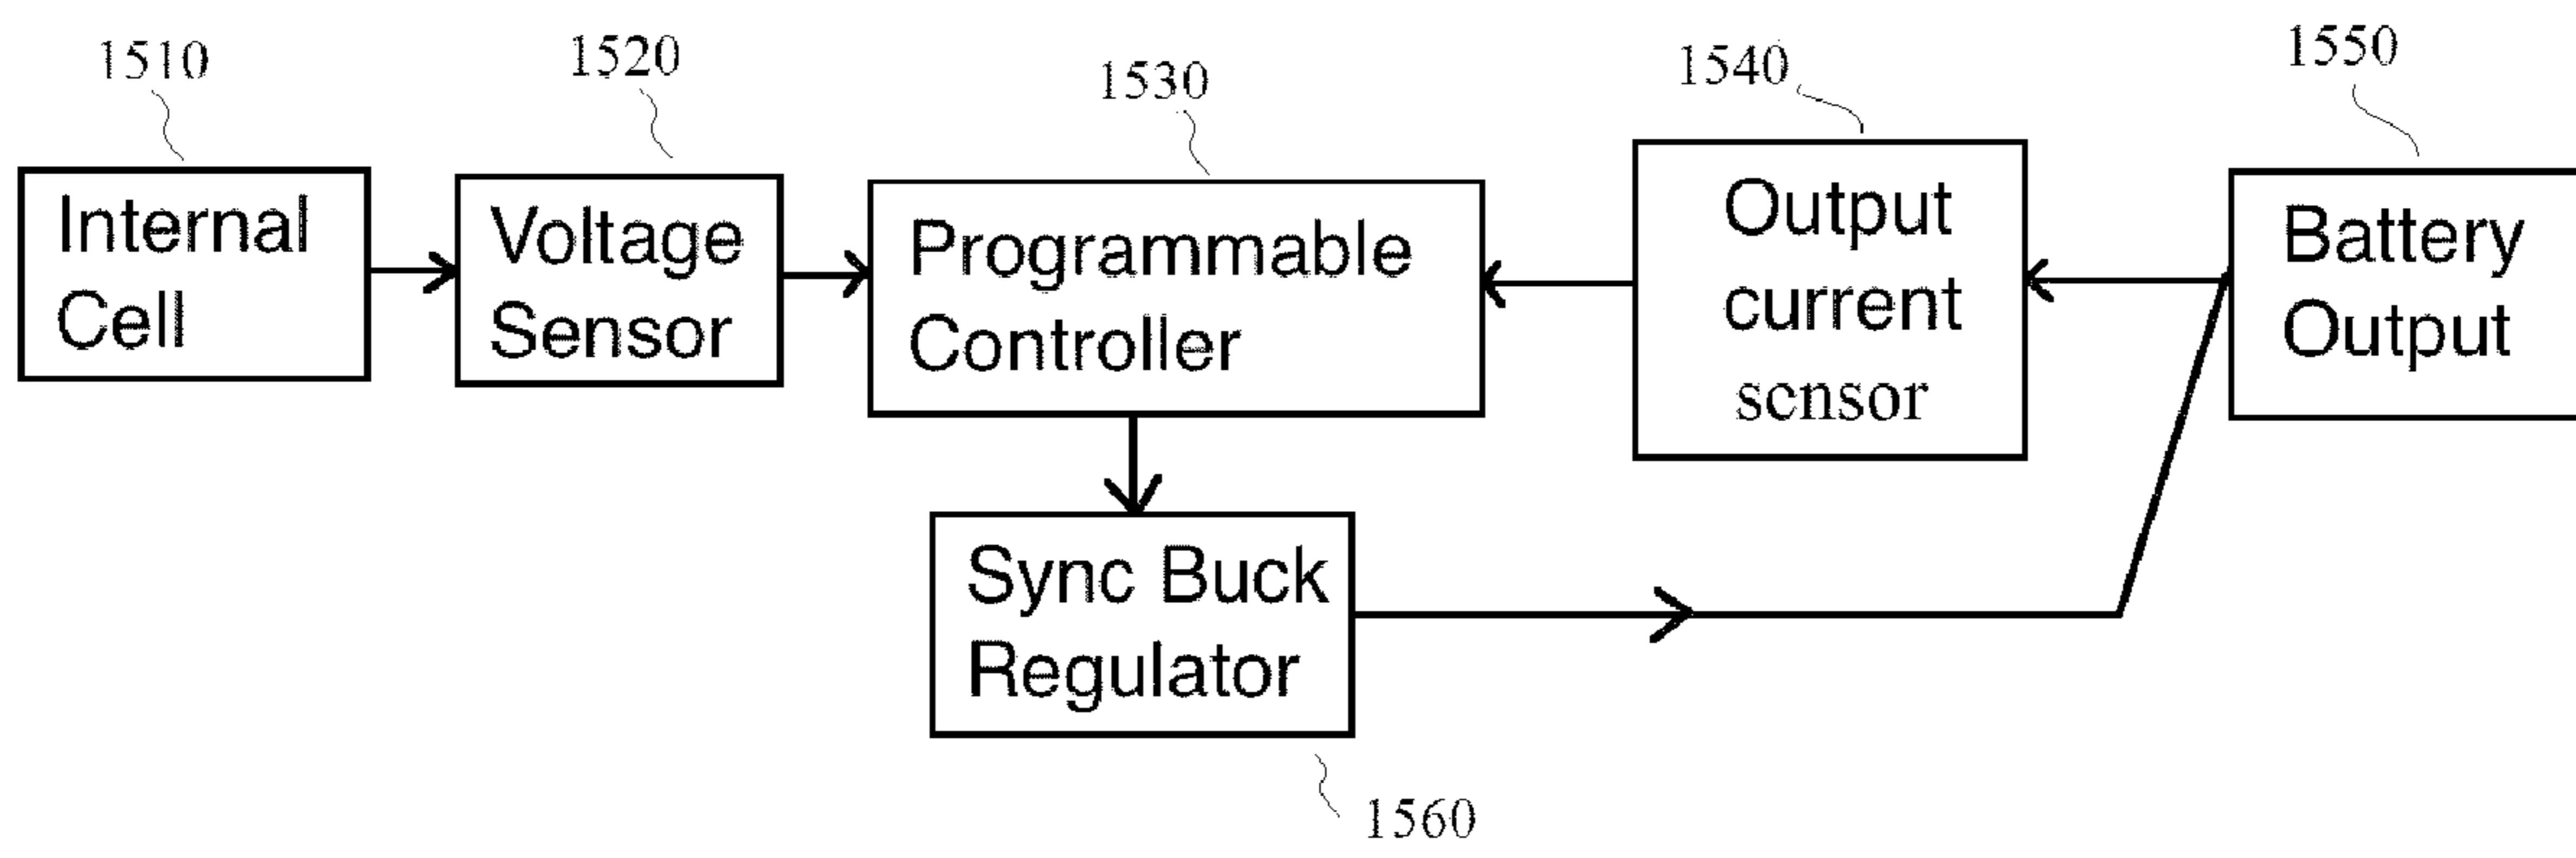 1510
1520
1530
1540
1550
Internal
Cell
Voltage
Sensor
Programmable
Controller
Output
current
sensor
Battery
Output
Sync Buck
Regulator
1560